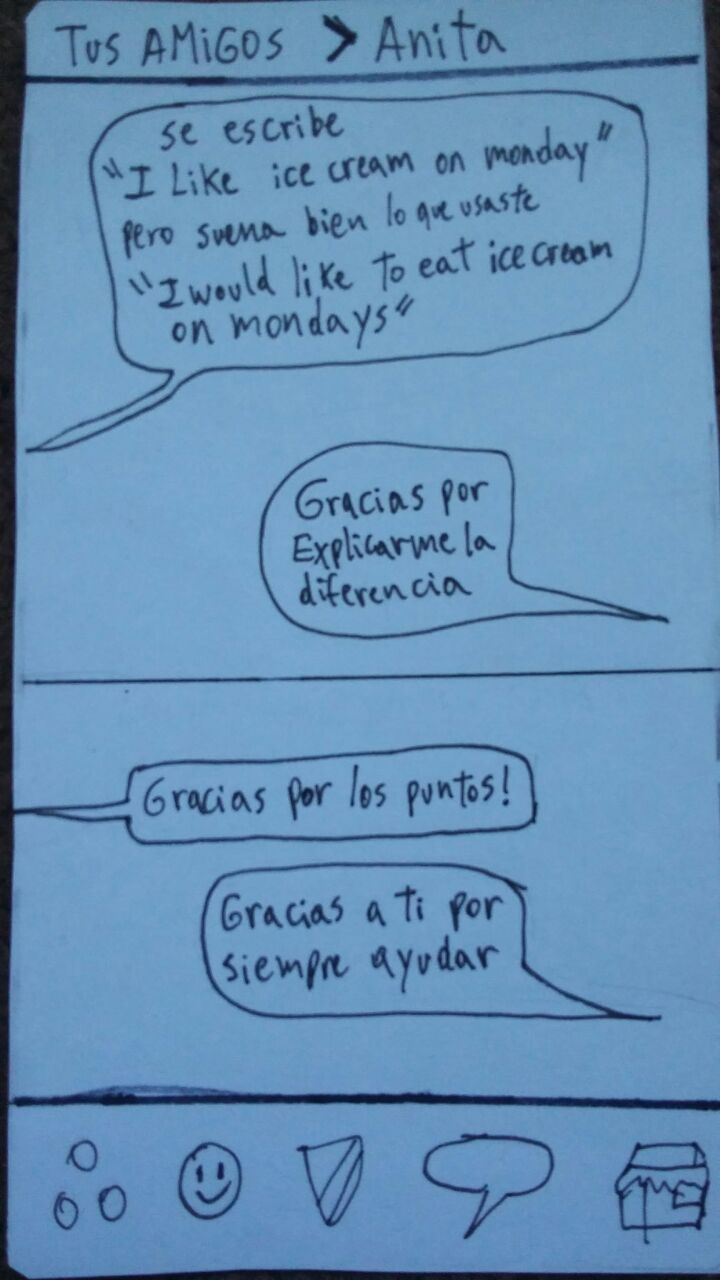 Tus AMiGOS > Anita
se escribe
"I Like ice cream on monday"
pero suena bien lo que usaste
"I would like to eat ice cream
on mondays"
Gracias por
Explicarme la
diferencia
Gracias por los puntos!
Gracias a ti por
siempre ayudar